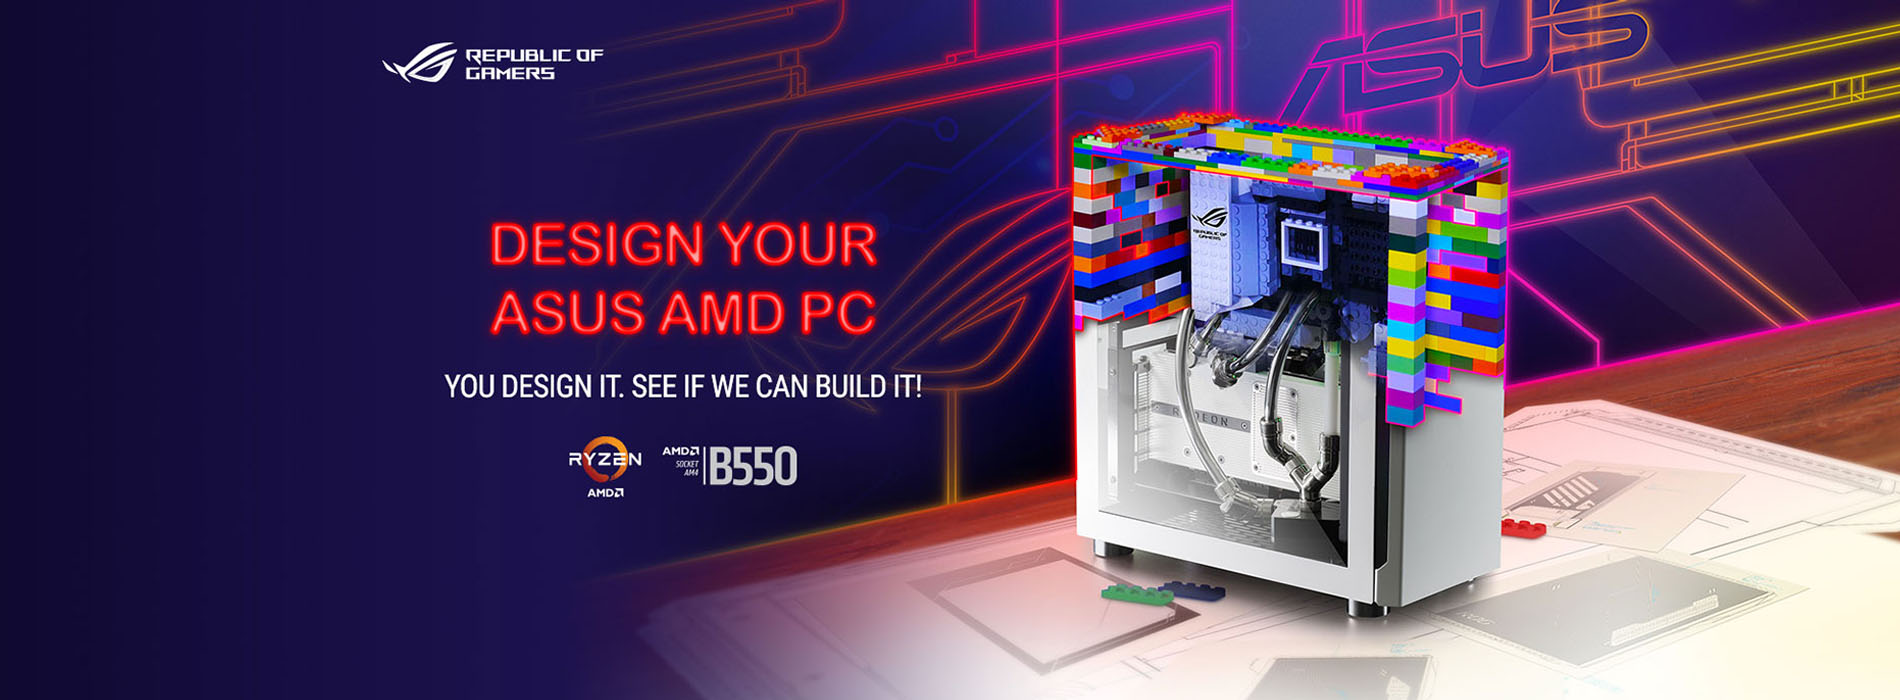 REPUBLIC OF
GAMERS
ASUS
DESIGN YOUR
ASUS AMD PC
YOU DESIGN IT. SEE IF WE CAN BUILD IT!
RYZEN
AMD
AMD
SOCKET
AM4
B550
REPUBLIC OF
GAMERS
RADEON